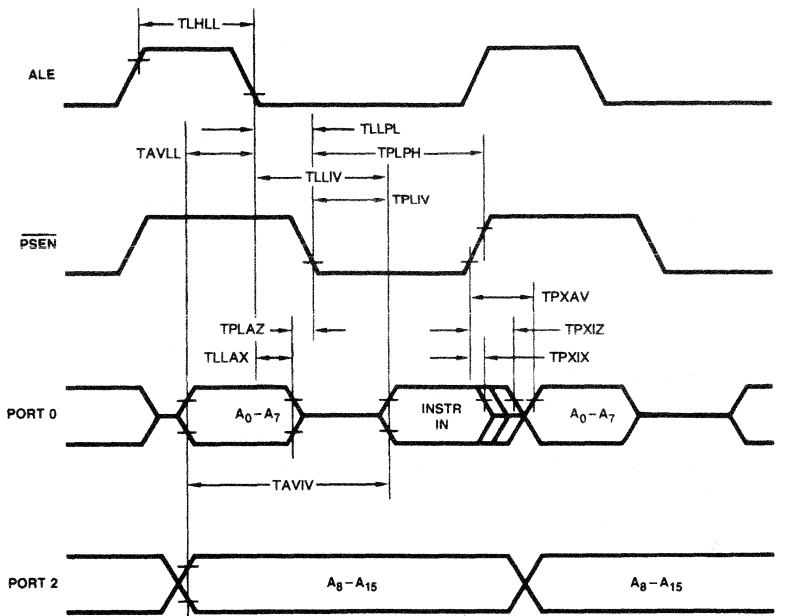 TLHLL
ALE
TLLPL
TAVLL
TPLPH
TLLIV
TPLIV
PSEN
TPXAV
TPLAZ
TPXIZ
TLLAX
TPXIX
PORT 0
A0–A7
INSTR
IN
A0–A7
TAVIV
PORT 2
A8–A15
A8–A15